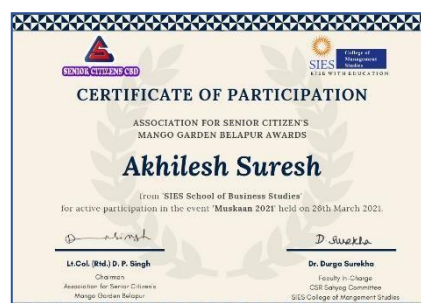 SENIOR CITIZENS CBD
SIES
College of
Management
Studies
RISE WITH EDUCATION
CERTIFICATE OF PARTICIPATION
ASSOCIATION FOR SENIOR CITIZEN'S
MANGO GARDEN BELAPUR AWARDS
Akhilesh Suresh
from 'SIES School of Business Studies'
for active participation in the event 'Muskaan 2021' held on 26th March 2021.
D. Surekha
Lt.Col. (Rtd.) D. P. Singh
Chairman
Association for Senior Citizen's
Mango Garden Belapur
Dr. Durga Surekha
Faculty In-Charge
CSR Sahyog Committee
SIES College of Mangement Studies